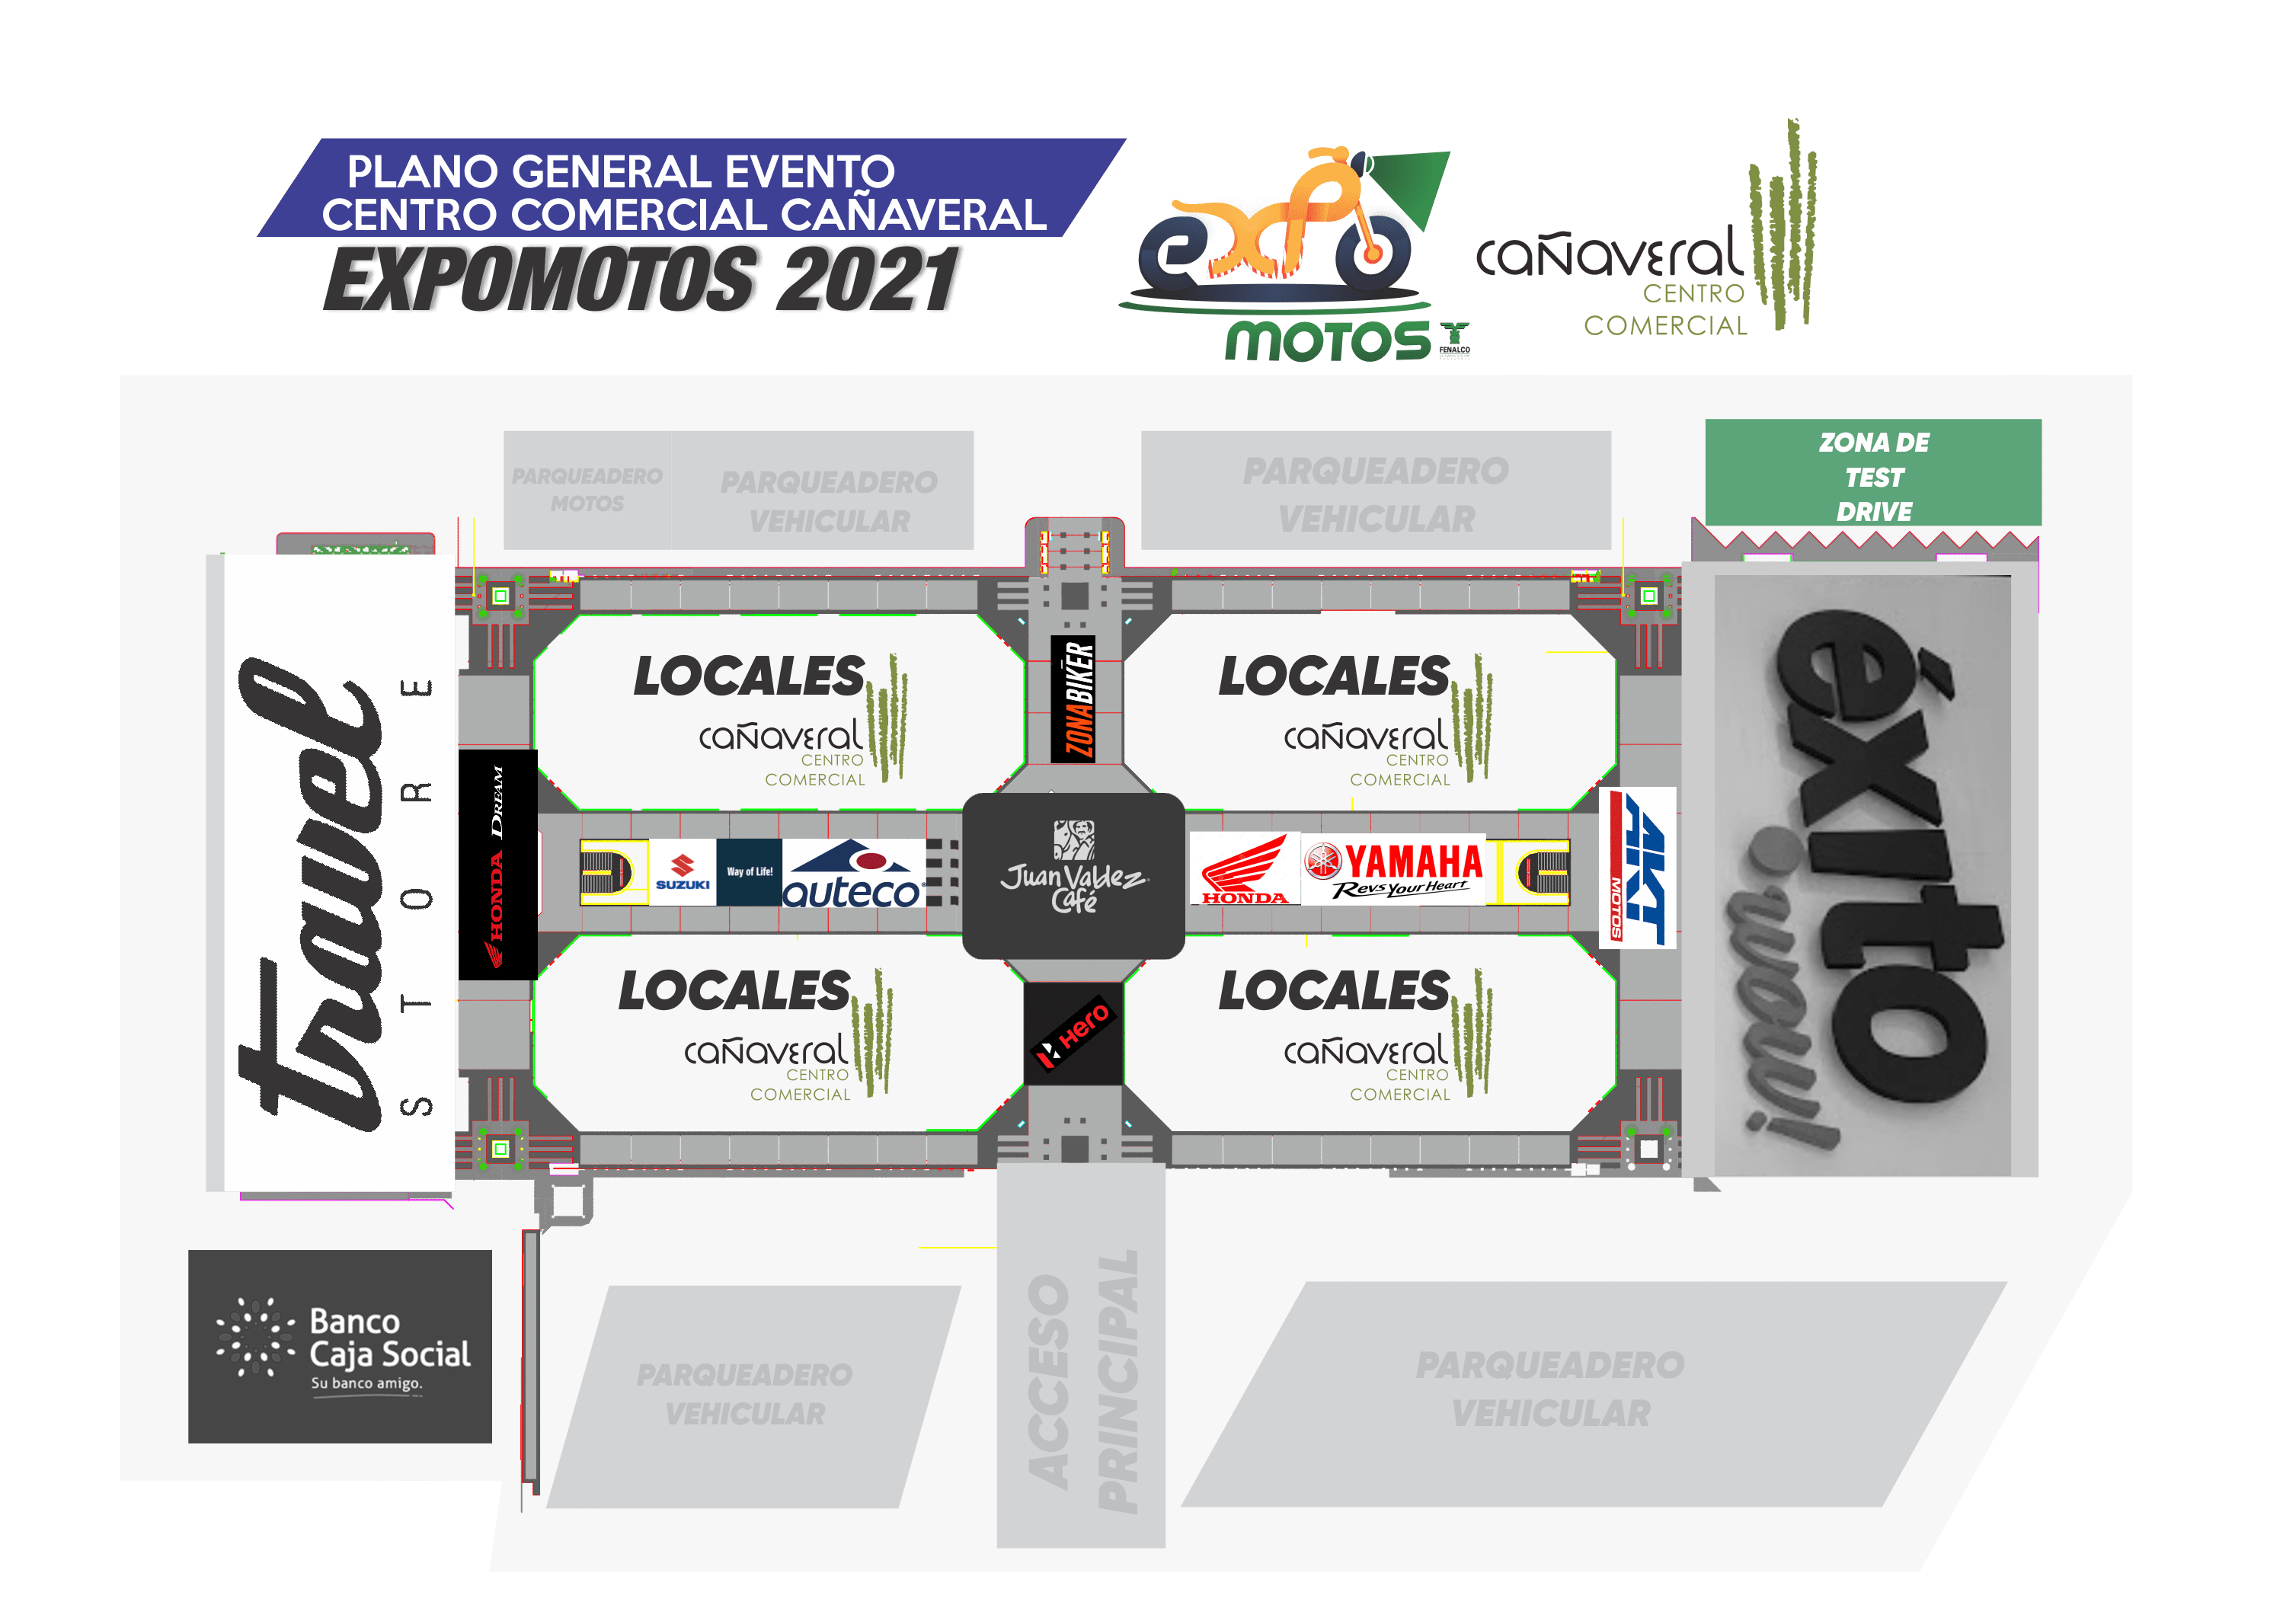 PLANO GENERAL EVENTO
CENTRO COMERCIAL CAÑAVERAL
EXPOMOTOS 2021
expo
motos
FENALCO
cañaveral
CENTRO
COMERCIAL
PARQUEADERO
MOTOS
PARQUEADERO
VEHICULAR
PARQUEADERO
VEHICULAR
ZONA DE
TEST
DRIVE
travel
STORE
HONDA DREAM
LOCALES
cañaveral
CENTRO
COMERCIAL
ZONABIKER
LOCALES
cañaveral
CENTRO
COMERCIAL
SUZUKI
Way of Life!
auteco
Juan Valdez
Café
HONDA
YAMAHA
Revs Your Heart
AKT
MOTOS
éxito
wow!
LOCALES
cañaveral
CENTRO
COMERCIAL
Hero
LOCALES
cañaveral
CENTRO
COMERCIAL
Banco
Caja Social
Su banco amigo.
PARQUEADERO
VEHICULAR
ACCESO
PRINCIPAL
PARQUEADERO
VEHICULAR